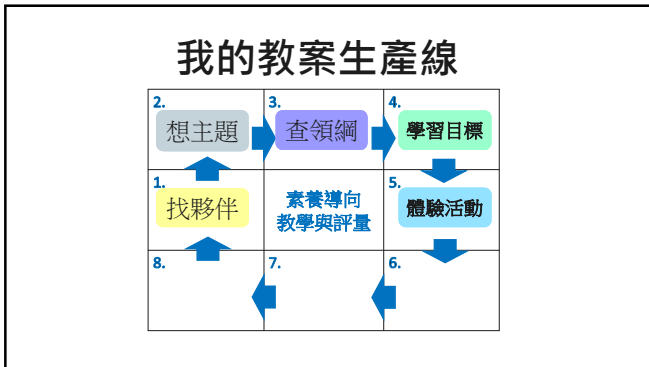 我的教案生產線
2.
想主題
3.
查領綱
4.
學習目標
1.
找夥伴
素養導向
教學與評量
5.
體驗活動
8.
7.
6.